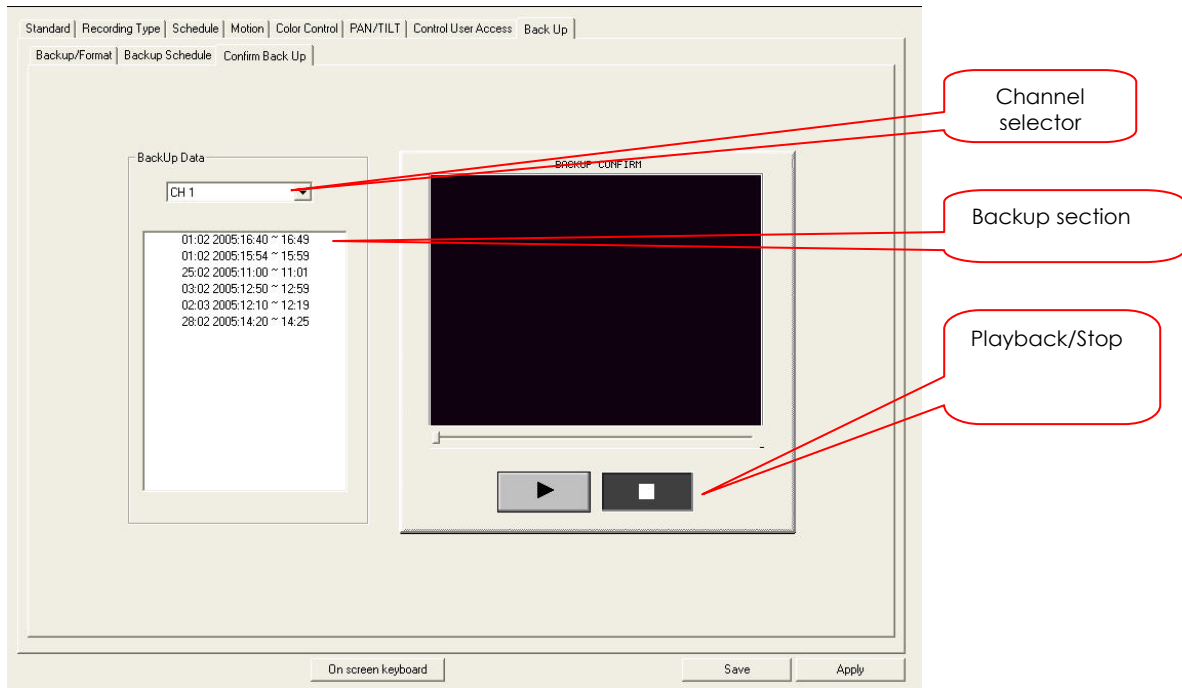 Standard Recording Type Schedule Motion Color Control PAN/TILT Control User Access Back Up
Backup/Format Backup Schedule Confirm Back Up
Channel
selector
BackUp Data
BACKUP CONFIRM
CH 1
Backup section
01:02 2005:16:40 ~ 16:49
01:02 2005:15:54 ~ 15:59
25:02 2005:11:00 ~ 11:01
03:02 2005:12:50 ~ 12:59
02:03 2005:12:10 ~ 12:19
28:02 2005:14:20 ~ 14:25
Playback/Stop
On screen keyboard
Save
Apply